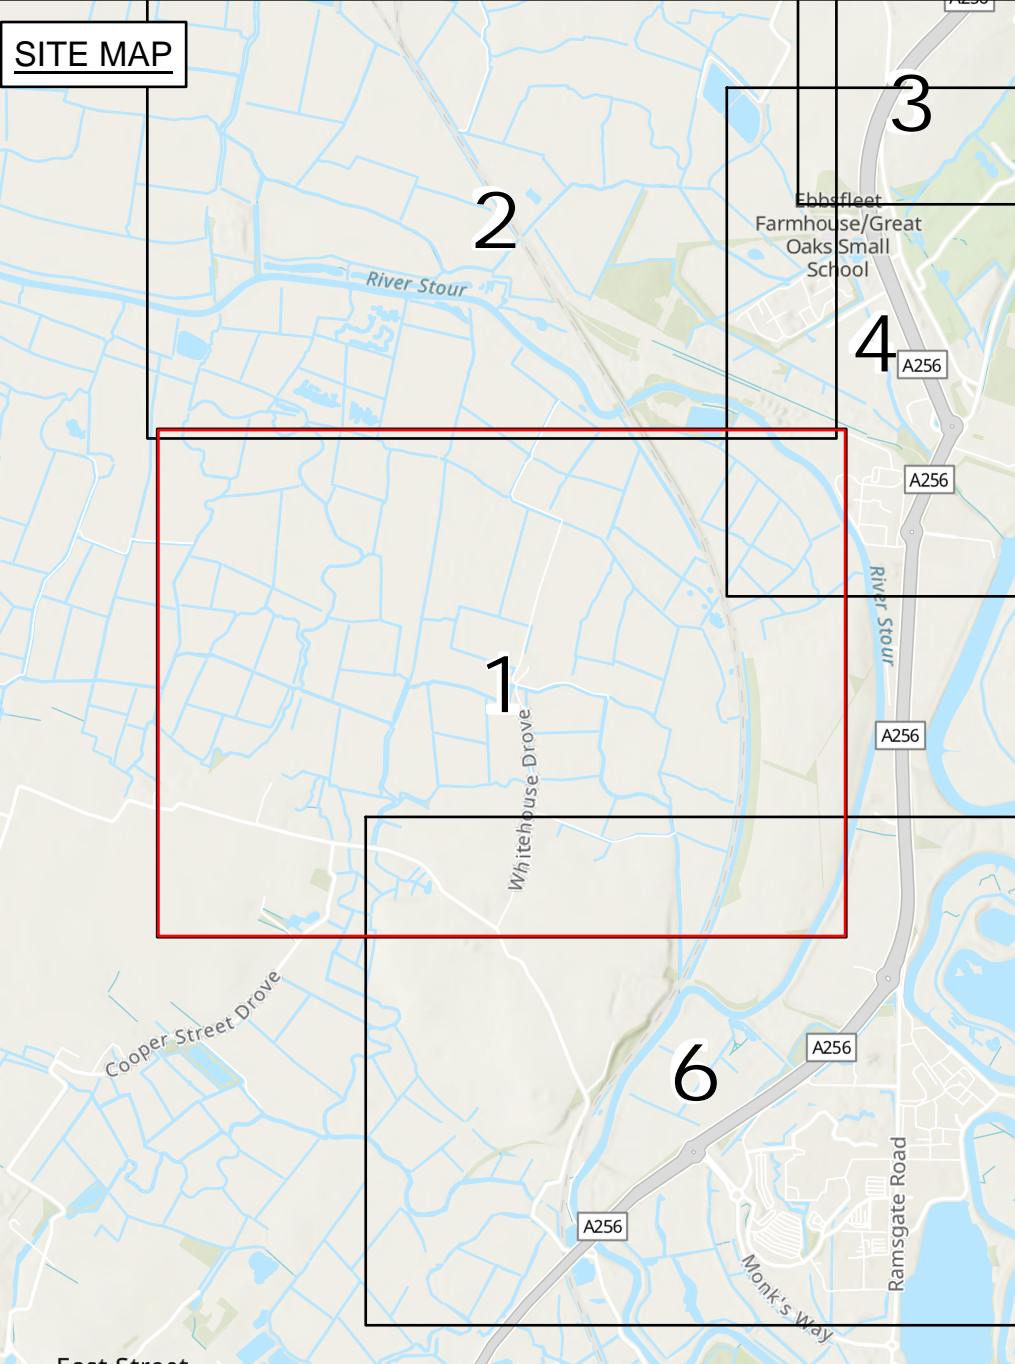 A256
SITE MAP
3
2
Ebbsfleet
Farmhouse/Great
Oaks Small
School
River Stour
4
A256
A256
River Stour
1
Whitehouse Drove
A256
Cooper Street Drove
6
A256
Ramsgate Road
A256
Monk's Way
East Street